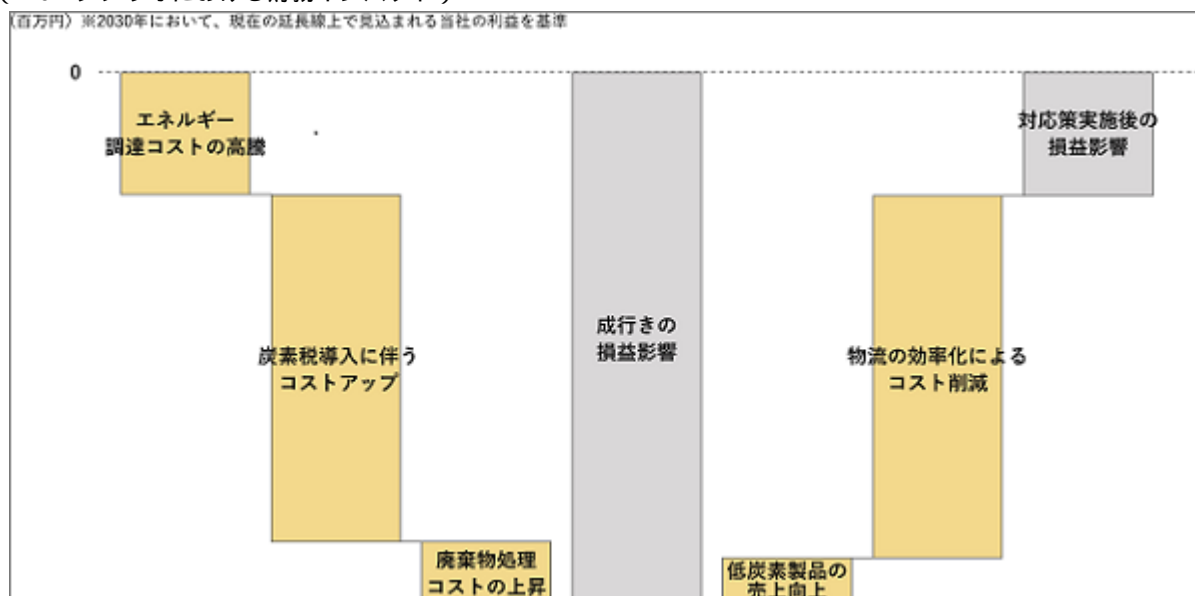 (百万円) ※2030年において、現在の延長線上で見込まれる当社の利益を基準
0
エネルギー
調達コストの高騰
炭素税導入に伴う
コストアップ
廃棄物処理
コストの上昇
成行きの
損益影響
低炭素製品の
売上向上
物流の効率化による
コスト削減
対応策実施後の
損益影響